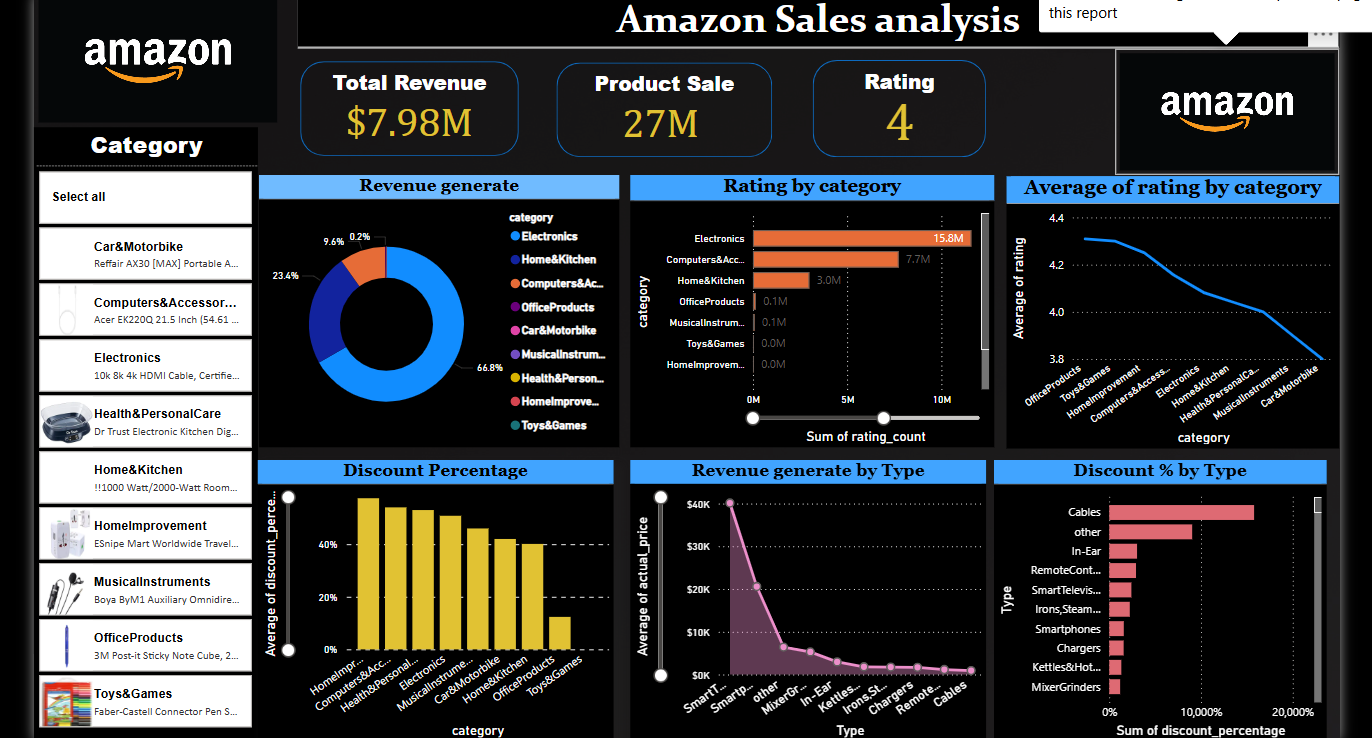 Amazon Sales analysis
this report
amazon
Total Revenue
$7.98M
Product Sale
27M
Rating
4
amazon
Category
Select all
Car&Motorbike
Reffair AX30 [MAX] Portable A...
Computers&Accessor...
Acer EK220Q 21.5 Inch (54.61 ...
Electronics
10k 8k 4k HDMI Cable, Certifie...
Health&PersonalCare
Dr Trust Electronic Kitchen Dig...
Home&Kitchen
!!1000 Watt/2000-Watt Room...
HomeImprovement
ESnipe Mart Worldwide Travel...
MusicalInstruments
Boya ByM1 Auxiliary Omnidire...
OfficeProducts
3M Post-it Sticky Note Cube, 2...
Toys&Games
Faber-Castell Connector Pen S...
Revenue generate
9.6%
0.2%
23.4%
66.8%
category
Electronics
Home&Kitchen
Computers&Ac...
OfficeProducts
Car&Motorbike
MusicalInstrum...
Health&Person...
HomeImprove...
Toys&Games
Rating by category
category
Electronics
15.8M
Computers&Acc...
7.7M
Home&Kitchen
3.0M
OfficeProducts
0.1M
MusicalInstrum...
0.1M
Toys&Games
0.0M
HomeImprovem...
0.0M
0M
5M
10M
Sum of rating_count
Average of rating by category
Average of rating
4.4
4.2
4.0
3.8
OfficeProducts
Toys&Games
HomeImprovement
Computers&Access...
Electronics
Home&Kitchen
Health&PersonalCa...
MusicalInstruments
Car&Motorbike
category
Discount Percentage
Average of discount_perce...
40%
20%
0%
HomeImpr...
Computers&Acc...
Health&Personal...
Electronics
MusicalInstrume...
Car&Motorbike
Home&Kitchen
OfficeProducts
Toys&Games
category
Revenue generate by Type
Average of actual_price
$40K
$30K
$20K
$10K
$0K
SmartT...
Smartp...
other
MixerGr...
In-Ear
Kettles...
Irons,St...
Chargers
Remote...
Cables
Type
Discount % by Type
Type
Cables
other
In-Ear
RemoteCont...
SmartTelevis...
Irons,Steam...
Smartphones
Chargers
Kettles&Hot...
MixerGrinders
0%
10,000%
20,000%
Sum of discount_percentage